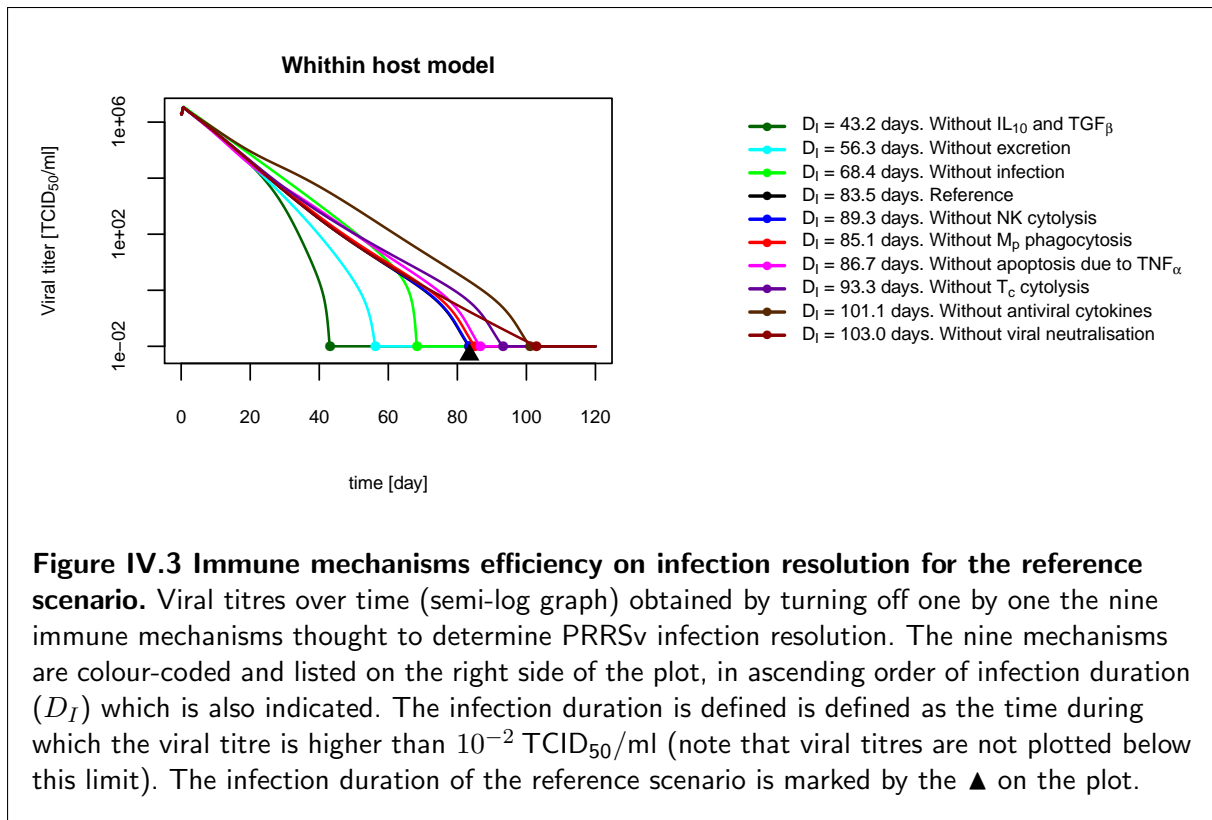 Whithin host model
Viral titer [TCID50/ml]
1e+06
1e+02
1e−02
0 20 40 60 80 100 120
time [day]
DI = 43.2 days. Without IL10 and TGFβ
DI = 56.3 days. Without excretion
DI = 68.4 days. Without infection
DI = 83.5 days. Reference
DI = 89.3 days. Without NK cytolysis
DI = 85.1 days. Without Mp phagocytosis
DI = 86.7 days. Without apoptosis due to TNFα
DI = 93.3 days. Without Tc cytolysis
DI = 101.1 days. Without antiviral cytokines
DI = 103.0 days. Without viral neutralisation
Figure IV.3 Immune mechanisms efficiency on infection resolution for the reference
scenario. Viral titres over time (semi-log graph) obtained by turning off one by one the nine
immune mechanisms thought to determine PRRSv infection resolution. The nine mechanisms
are colour-coded and listed on the right side of the plot, in ascending order of infection duration
(DI) which is also indicated. The infection duration is defined is defined as the time during
which the viral titre is higher than 10−2 TCID50/ml (note that viral titres are not plotted below
this limit). The infection duration of the reference scenario is marked by the ▲ on the plot.